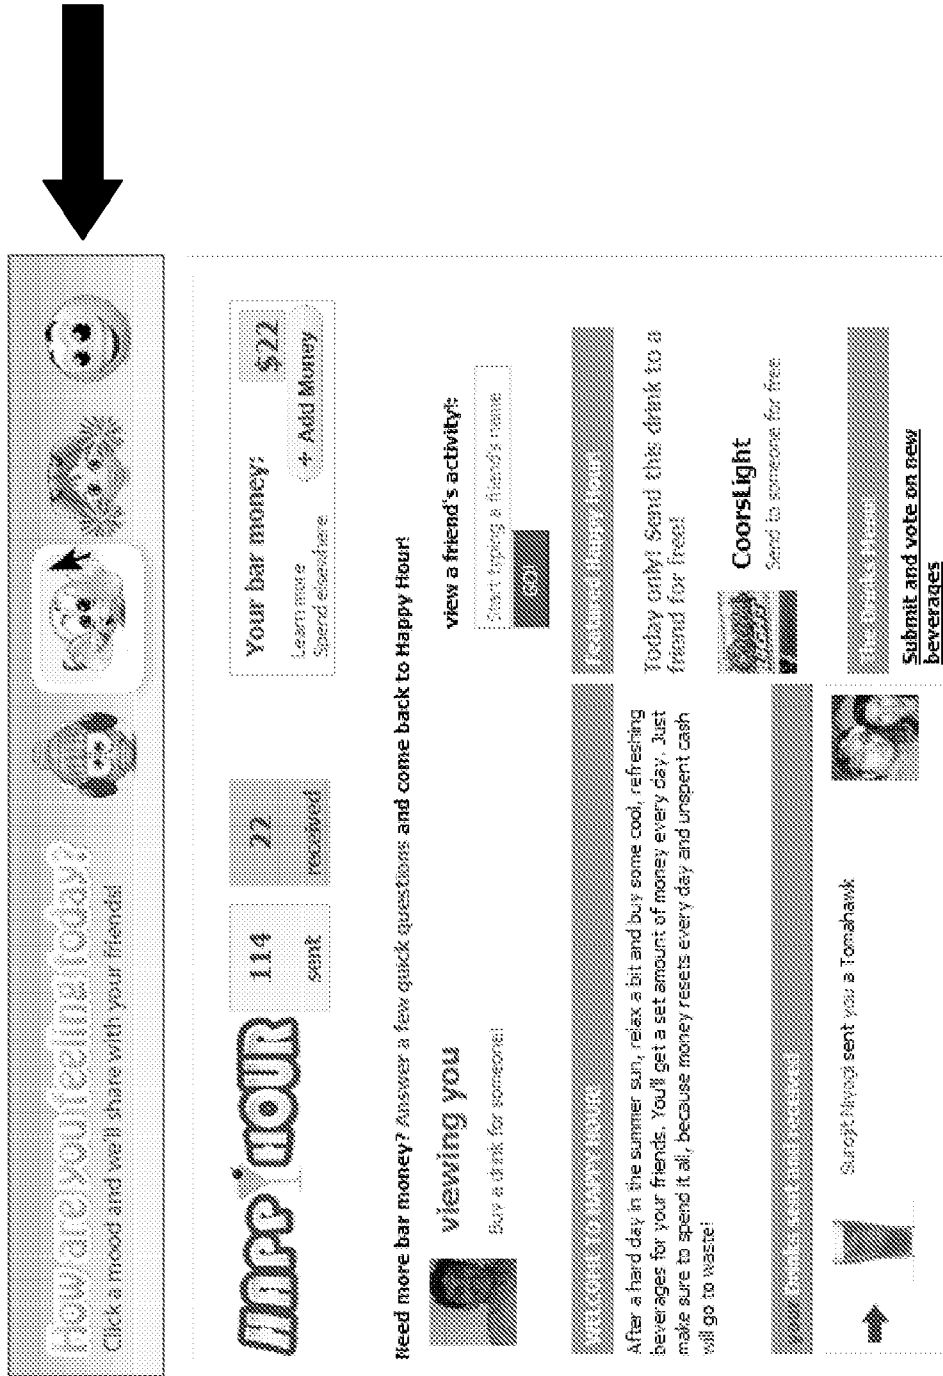 How are you feeling today?
Click a mood and we'll share with your friends!
HAPPY HOUR
114
sent
22
received
Your bar money:
$22
Learn more
+ Add Money
Spend elsewhere
Need more bar money? Answer a few quick questions and come back to Happy Hour!
viewing you
Buy a drink for someone!
view a friend's activity!:
Start typing a friend's name
GO!
Welcome to Happy Hour
After a hard day in the summer sun, relax a bit and buy some cool, refreshing
beverages for your friends. You'll get a set amount of money every day. Just
make sure to spend it all, because money resets every day and unspent cash
will go to waste!
Today only! Send this drink to a
friend for free!
CoorsLight
Send to someone for free
sent you a Tomahawk
Submit and vote on new
beverages